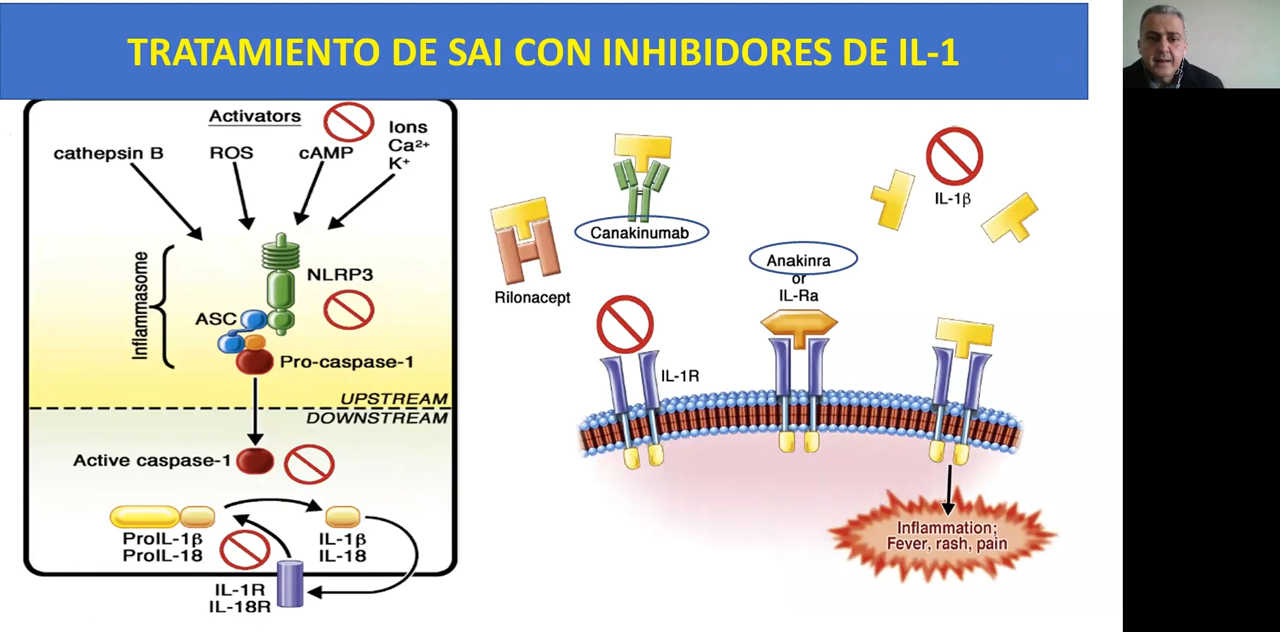 TRATAMIENTO DE SAI CON INHIBIDORES DE IL-1
Activators
cathepsin B
ROS
cAMP
Ions
Ca²⁺
K⁺
Inflammasome
NLRP3
ASC
Pro-caspase-1
UPSTREAM
DOWNSTREAM
Active caspase-1
ProIL-1β
ProIL-18
IL-1β
IL-18
IL-1R
IL-18R
Rilonacept
Canakinumab
Anakinra
or
IL-Ra
IL-1β
IL-1R
Inflammation;
Fever, rash, pain